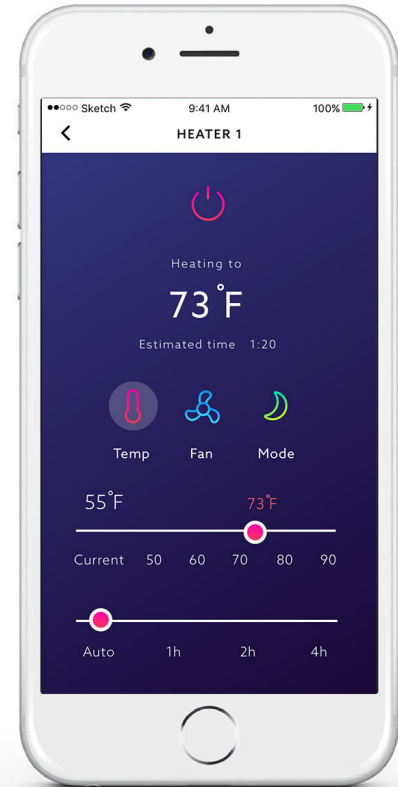 Sketch 9:41 AM 100%
HEATER 1
Heating to
73°F
Estimated time 1:20
Temp Fan Mode
55°F 73°F
Current 50 60 70 80 90
Auto 1h 2h 4h